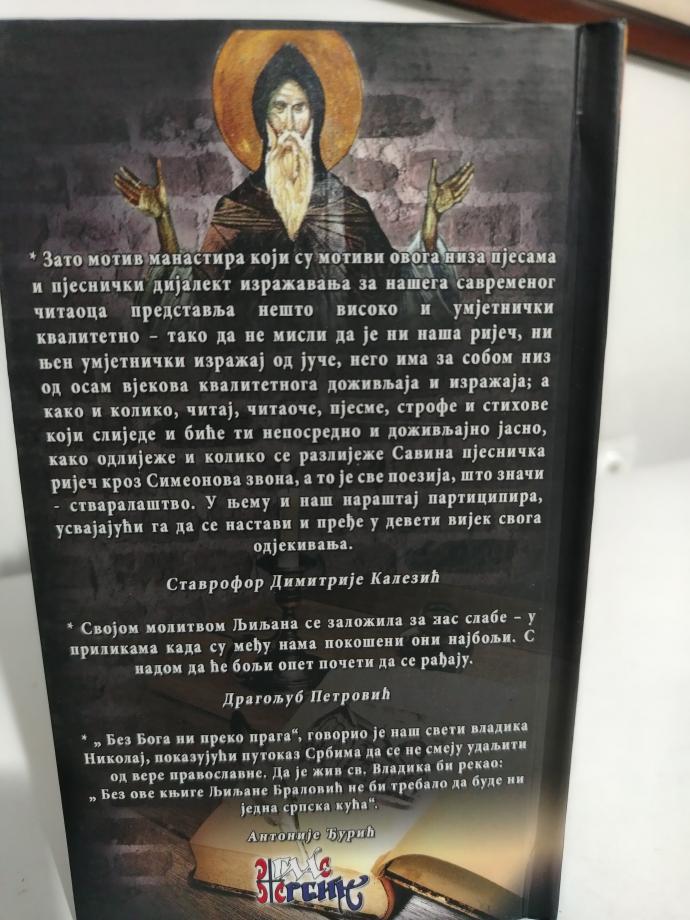 * Зато мотив манастира који су мотиви овога низа пјесама
и пјеснички дијалект изражавања за нашега савременог
читаоца представља нешто високо и умјетнички
квалитетно – тако да не мисли да је ни наша ријеч, ни
њен умјетнички изражај од јуче, него има за собом низ
од осам вјекова квалитетнога доживљаја и изражаја; а
како и колико, читај, читаоче, пјесме, строфе и стихове
који слиједе и биће ти непосредно и доживљајно јасно,
како одлијеже и колико се разлијеже Савина пјесничка
ријеч кроз Симеонова звона, а то је све поезија, што значи
- стваралаштво. У њему и наш нараштај партиципира,
усвајајући га да се настави и пређе у девети вијек свога
одјекивања.
Ставрофор Димитрије Калезић
* Својом молитвом Љиљана се заложила за нас слабе – у
приликама када су међу нама покошени они најбољи. С
надом да ће бољи опет почети да се рађају.
Драгољуб Петровић
* „ Без Бога ни преко прага“, говорио је наш свети владика
Николај, показујући путоказ Србима да се не смеју удаљити
од вере православне. Да је жив св. Владика би рекао:
„ Без ове књиге Љиљане Браловић не би требало да буде ни
једна српска кућа“.
Антоније Ђурић